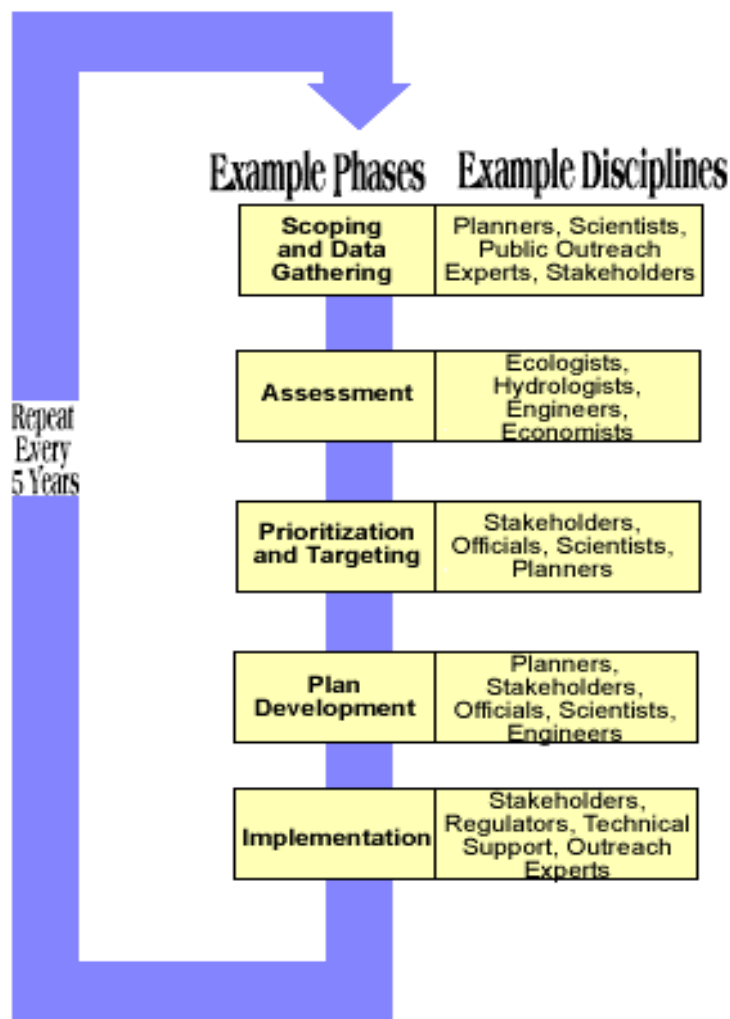 Example Phases
Example Disciplines
Scoping
and Data
Gathering
Planners, Scientists,
Public Outreach
Experts, Stakeholders
Assessment
Ecologists,
Hydrologists,
Engineers,
Economists
Repeat
Every
5 Years
Prioritization
and Targeting
Stakeholders,
Officials, Scientists,
Planners
Plan
Development
Planners,
Stakeholders,
Officials, Scientists,
Engineers
Implementation
Stakeholders,
Regulators, Technical
Support, Outreach
Experts